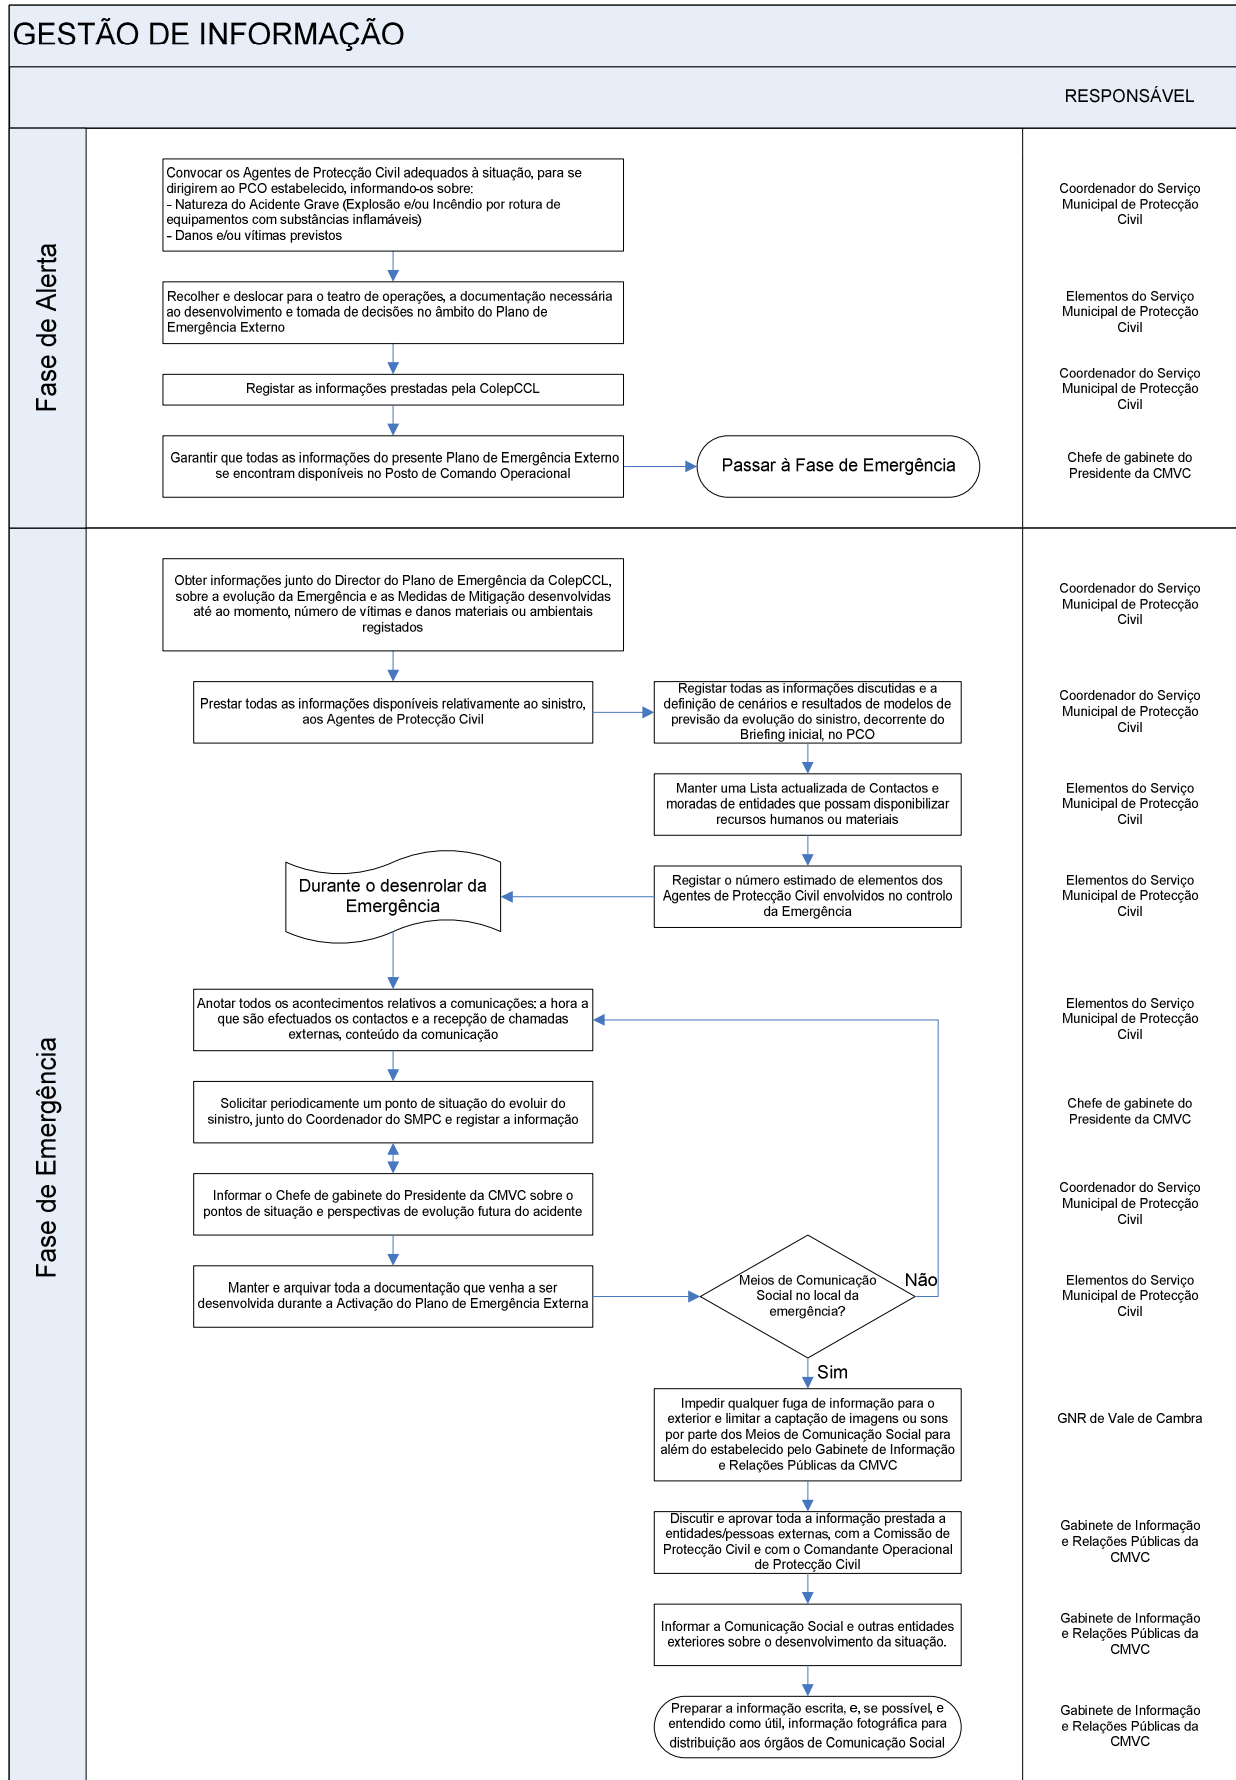 GESTÃO DE INFORMAÇÃO
RESPONSÁVEL
Fase de Alerta
Convocar os Agentes de Protecção Civil adequados à situação, para se
dirigirem ao PCO estabelecido, informando-os sobre:
- Natureza do Acidente Grave (Explosão e/ou Incêndio por rotura de
equipamentos com substâncias inflamáveis)
- Danos e/ou vítimas previstos
Coordenador do Serviço
Municipal de Protecção
Civil
Recolher e deslocar para o teatro de operações, a documentação necessária
ao desenvolvimento e tomada de decisões no âmbito do Plano de
Emergência Externo
Elementos do Serviço
Municipal de Protecção
Civil
Registar as informações prestadas pela ColepCCL
Coordenador do Serviço
Municipal de Protecção
Civil
Garantir que todas as informações do presente Plano de Emergência Externo
se encontram disponíveis no Posto de Comando Operacional
Passar à Fase de Emergência
Chefe de gabinete do
Presidente da CMVC
Fase de Emergência
Obter informações junto do Director do Plano de Emergência da ColepCCL,
sobre a evolução da Emergência e as Medidas de Mitigação desenvolvidas
até ao momento, número de vítimas e danos materiais ou ambientais
registados
Coordenador do Serviço
Municipal de Protecção
Civil
Prestar todas as informações disponíveis relativamente ao sinistro,
aos Agentes de Protecção Civil
Registar todas as informações discutidas e a
definição de cenários e resultados de modelos de
previsão da evolução do sinistro, decorrente do
Briefing inicial, no PCO
Coordenador do Serviço
Municipal de Protecção
Civil
Manter uma Lista actualizada de Contactos e
moradas de entidades que possam disponibilizar
recursos humanos ou materiais
Elementos do Serviço
Municipal de Protecção
Civil
Durante o desenrolar da
Emergência
Registar o número estimado de elementos dos
Agentes de Protecção Civil envolvidos no controlo
da Emergência
Elementos do Serviço
Municipal de Protecção
Civil
Anotar todos os acontecimentos relativos a comunicações: a hora a
que são efectuados os contactos e a recepção de chamadas
externas, conteúdo da comunicação
Elementos do Serviço
Municipal de Protecção
Civil
Solicitar periodicamente um ponto de situação do evoluir do
sinistro, junto do Coordenador do SMPC e registar a informação
Chefe de gabinete do
Presidente da CMVC
Informar o Chefe de gabinete do Presidente da CMVC sobre o
pontos de situação e perspectivas de evolução futura do acidente
Coordenador do Serviço
Municipal de Protecção
Civil
Manter e arquivar toda a documentação que venha a ser
desenvolvida durante a Activação do Plano de Emergência Externa
Meios de Comunicação
Social no local da
emergência?
Não
Elementos do Serviço
Municipal de Protecção
Civil
Sim
Impedir qualquer fuga de informação para o
exterior e limitar a captação de imagens ou sons
por parte dos Meios de Comunicação Social para
além do estabelecido pelo Gabinete de Informação
e Relações Públicas da CMVC
GNR de Vale de Cambra
Discutir e aprovar toda a informação prestada a
entidades/pessoas externas, com a Comissão de
Protecção Civil e com o Comandante Operacional
de Protecção Civil
Gabinete de Informação
e Relações Públicas da
CMVC
Informar a Comunicação Social e outras entidades
exteriores sobre o desenvolvimento da situação.
Gabinete de Informação
e Relações Públicas da
CMVC
Preparar a informação escrita, e, se possível, e
entendido como útil, informação fotográfica para
distribuição aos órgãos de Comunicação Social
Gabinete de Informação
e Relações Públicas da
CMVC